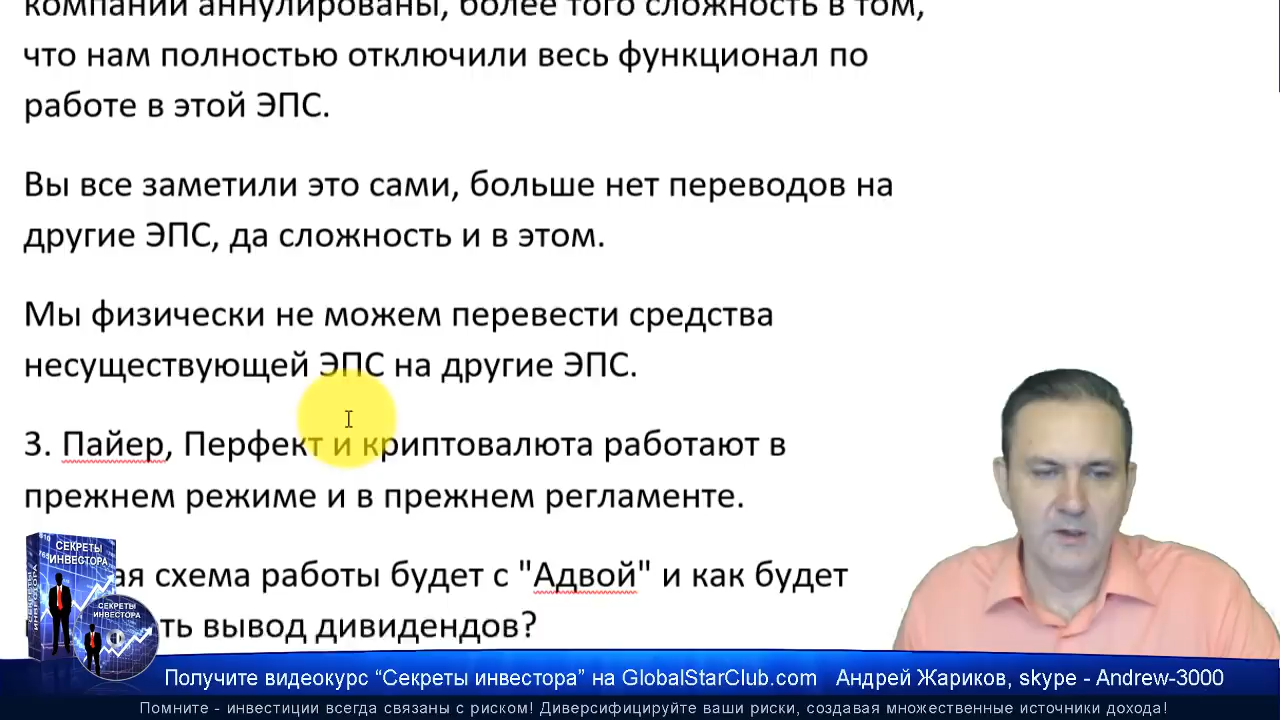 компании аннулированы, более того сложность в том,
что нам полностью отключили весь функционал по
работе в этой ЭПС.
Вы все заметили это сами, больше нет переводов на
другие ЭПС, да сложность и в этом.
Мы физически не можем перевести средства
несуществующей ЭПС на другие ЭПС.
3. Пайер, Перфект и криптовалюта работают в
прежнем режиме и в прежнем регламенте.
схема работы будет с "Адвой" и как будет
вывод дивидендов?
СЕКРЕТЫ
ИНВЕСТОРА
СЕКРЕТЫ
ИНВЕСТОРА
Получите видеокурс “Секреты инвестора” на GlobalStarClub.com Андрей Жариков, skype - Andrew-3000
Помните - инвестиции всегда связаны с риском! Диверсифицируйте ваши риски, создавая множественные источники дохода!